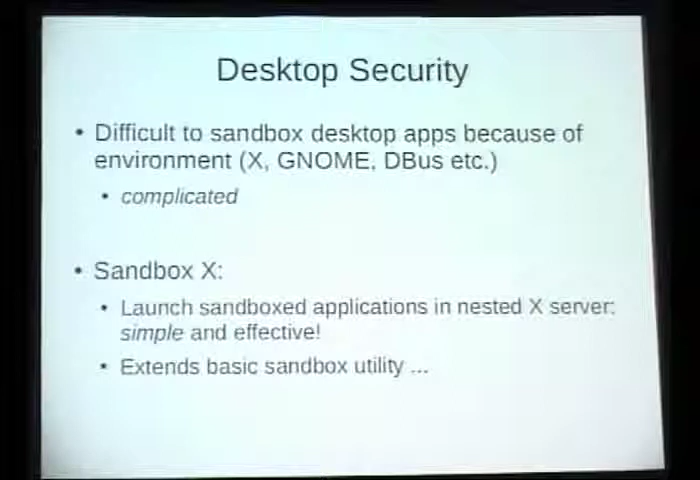 Desktop Security
• Difficult to sandbox desktop apps because of
environment (X, GNOME, DBus etc.)
• complicated
• Sandbox X:
• Launch sandboxed applications in nested X server:
simple and effective!
• Extends basic sandbox utility ...